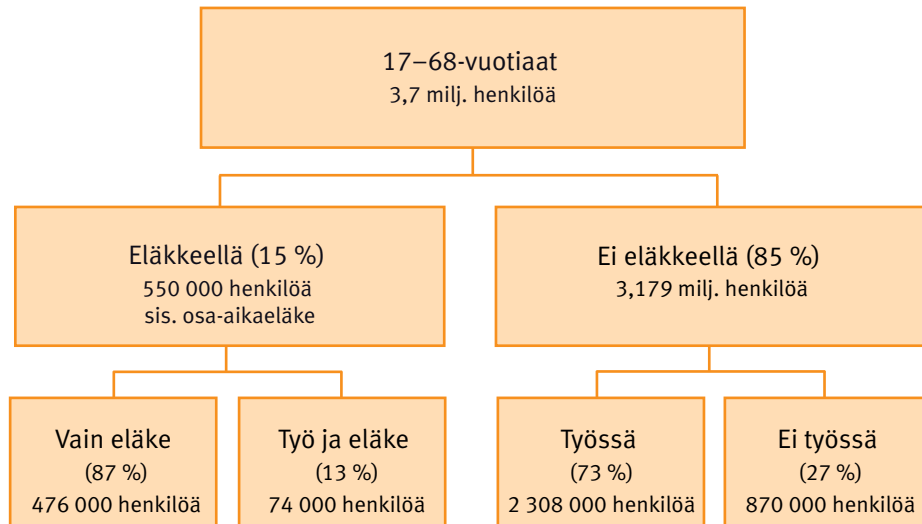 17–68-vuotiaat
3,7 milj. henkilöä
Eläkkeellä (15 %)
550 000 henkilöä
sis. osa-aikaeläke
Ei eläkkeellä (85 %)
3,179 milj. henkilöä
Vain eläke
(87 %)
476 000 henkilöä
Työ ja eläke
(13 %)
74 000 henkilöä
Työssä
(73 %)
2 308 000 henkilöä
Ei työssä
(27 %)
870 000 henkilöä